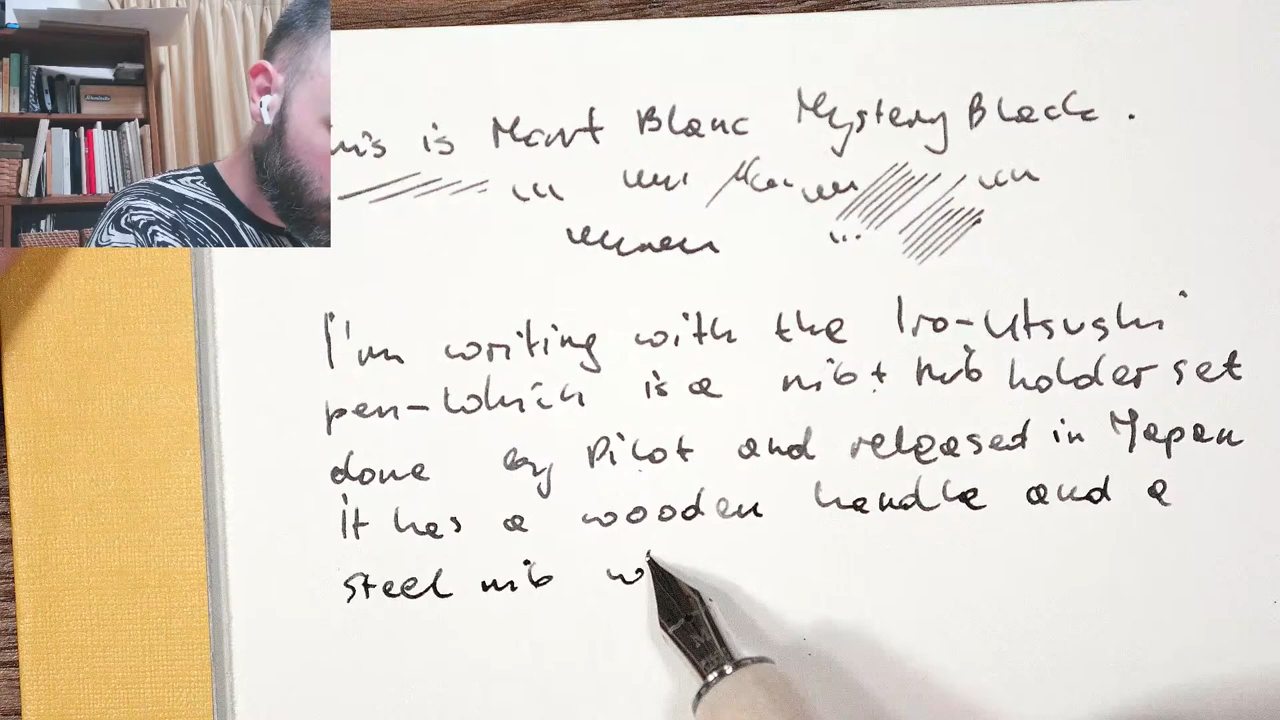 his is Mont Blanc Mystery Black.
I'm writing with the Iro-Utsushi
pen-which is a nib + nib holder set
done by Pilot and released in Japan
It has a wooden handle and a
steel nib w